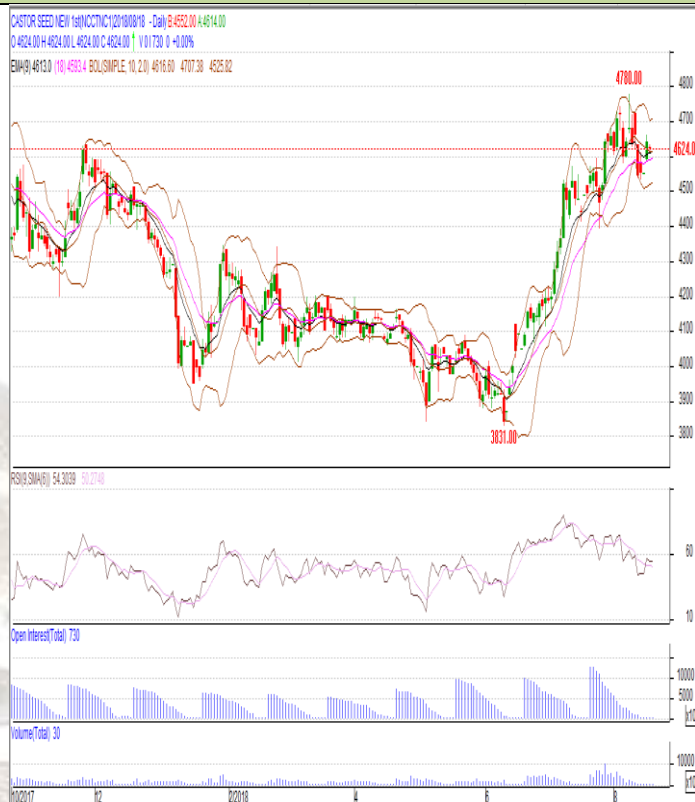 CASTOR SEED NEW 1st(NCCTNC1)2018/08/18 - Daily B:4552.00 A:4614.00
O 4624.00 H 4624.00 L 4624.00 C 4624.00 ↑ V 0 I 730 0 +0.00%
EMA(9) 4613.0 (18) 4593.4 BOL(SIMPLE, 10, 2.0) 4616.60 4707.38 4525.82
4780.00
4800
4700
4624.0
4500
4400
4300
4200
4100
4000
3900
3800
3831.00
RSI(9,SMA(6)) 54.3039 50.2748
60
10
Open Interest(Total) 730
10000
5000
x10
Volume(Total) 30
10000
x10
10/2017 12 2/2018 4 6 8